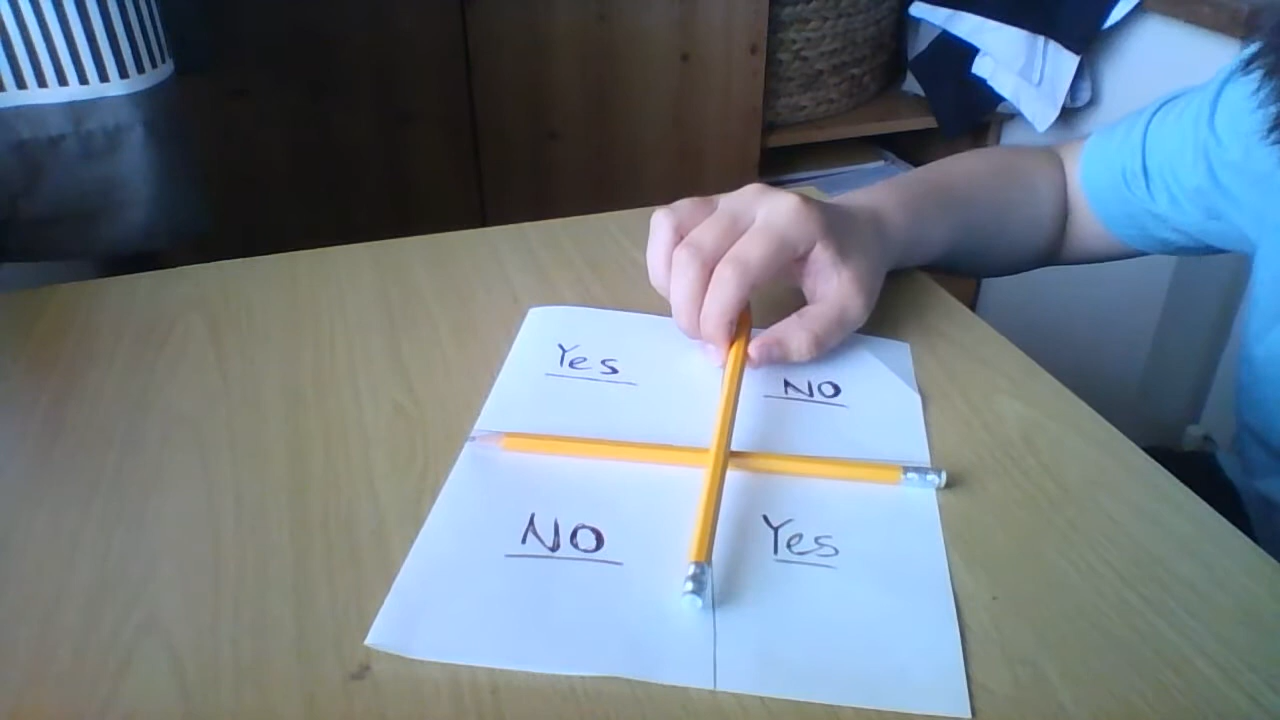 Yes NO
NO Yes